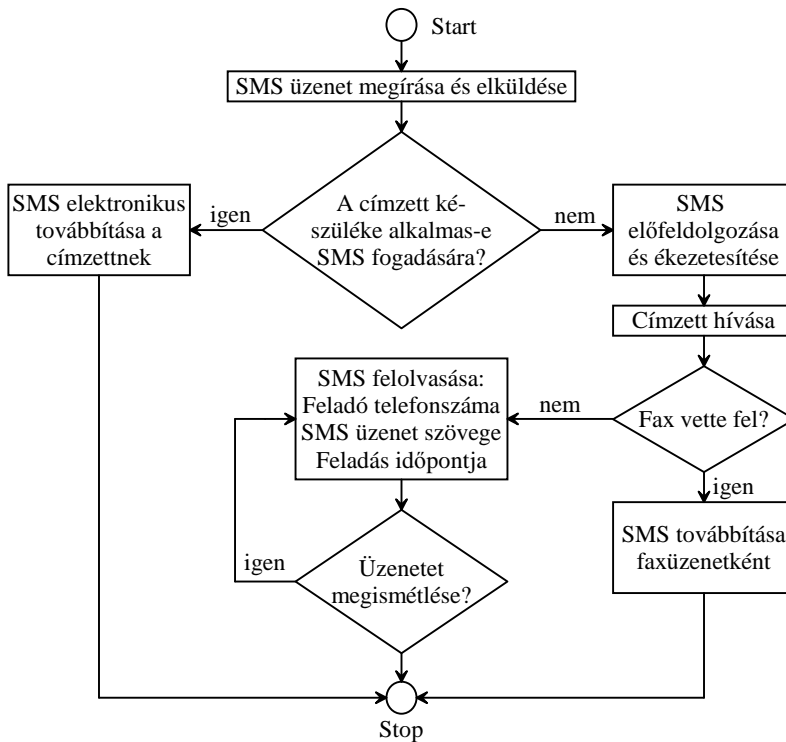 Start
SMS üzenet megírása és elküldése
A címzett ké-
szüléke alkalmas-e
SMS fogadására?
igen
nem
SMS elektronikus
továbbítása a
címzettnek
SMS
előfeldolgozása
és ékezetesítése
Címzett hívása
Fax vette fel?
nem
igen
SMS felolvasása:
Feladó telefonszáma
SMS üzenet szövege
Feladás időpontja
SMS továbbítása
faxüzenetként
Üzenetet
megismétlése?
igen
Stop